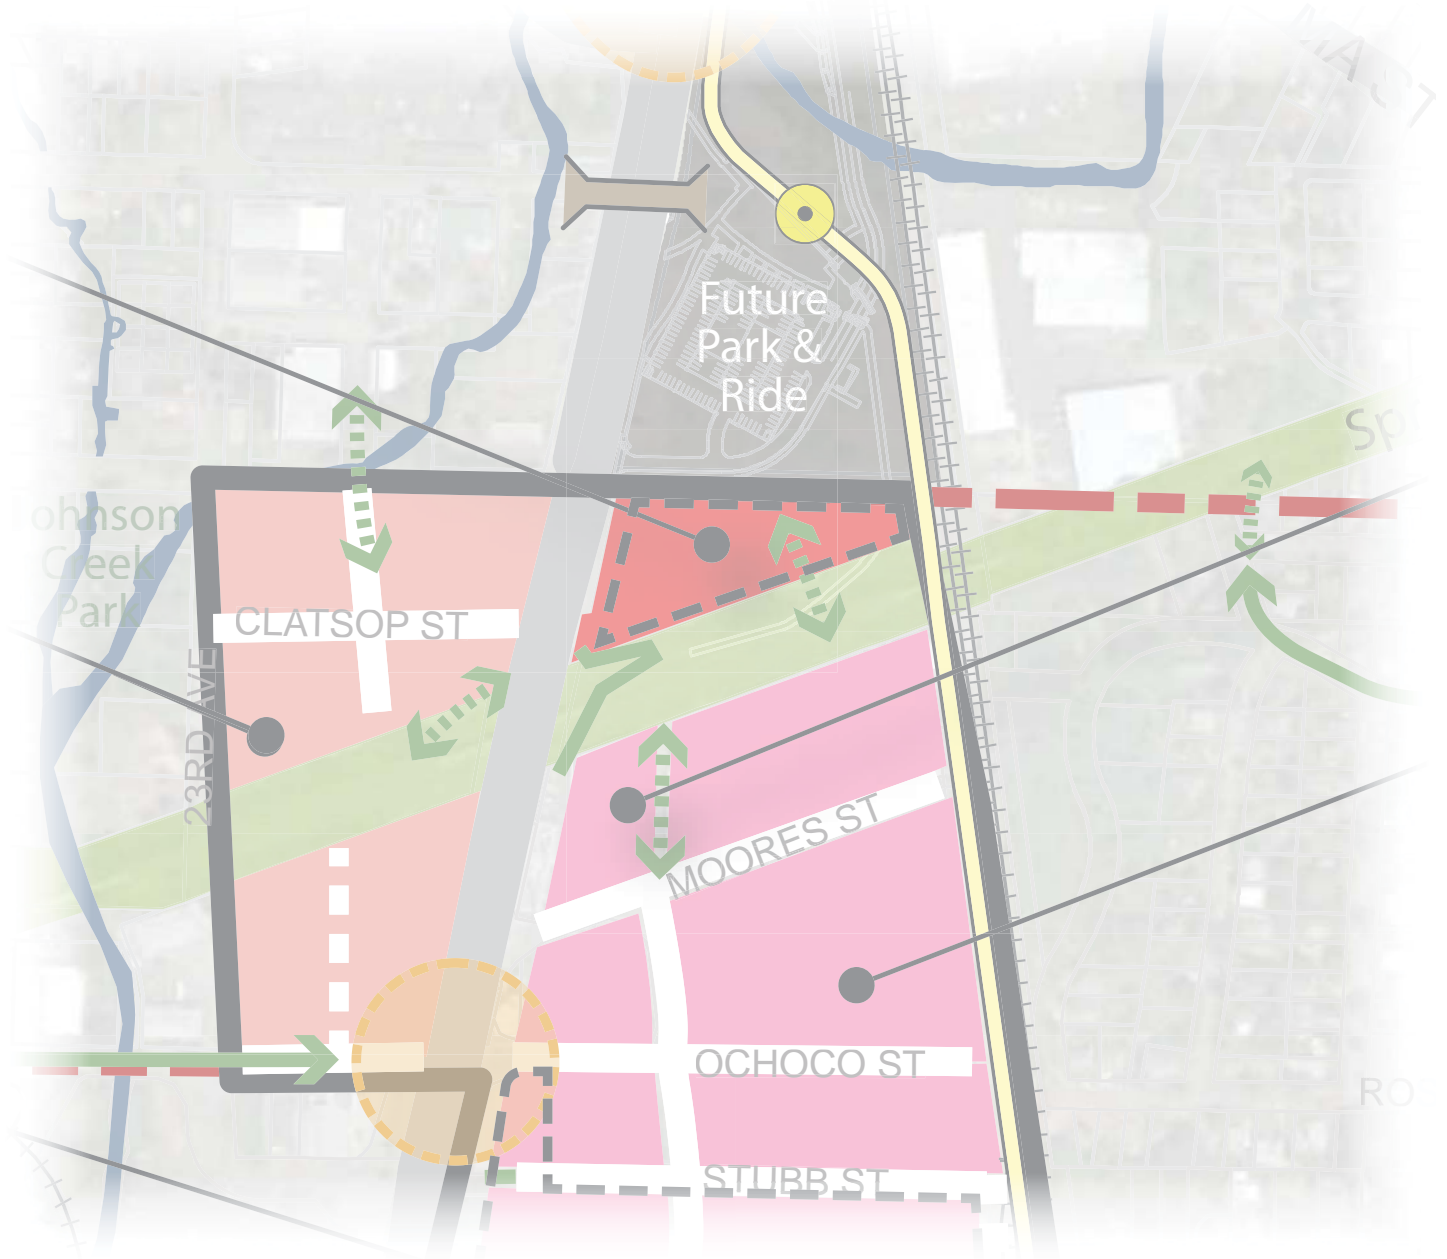 Future
Park &
Ride
Johnson
Creek
Park
CLATSOP ST
23RD AVE
MOORES ST
OCHOCO ST
STUBB ST